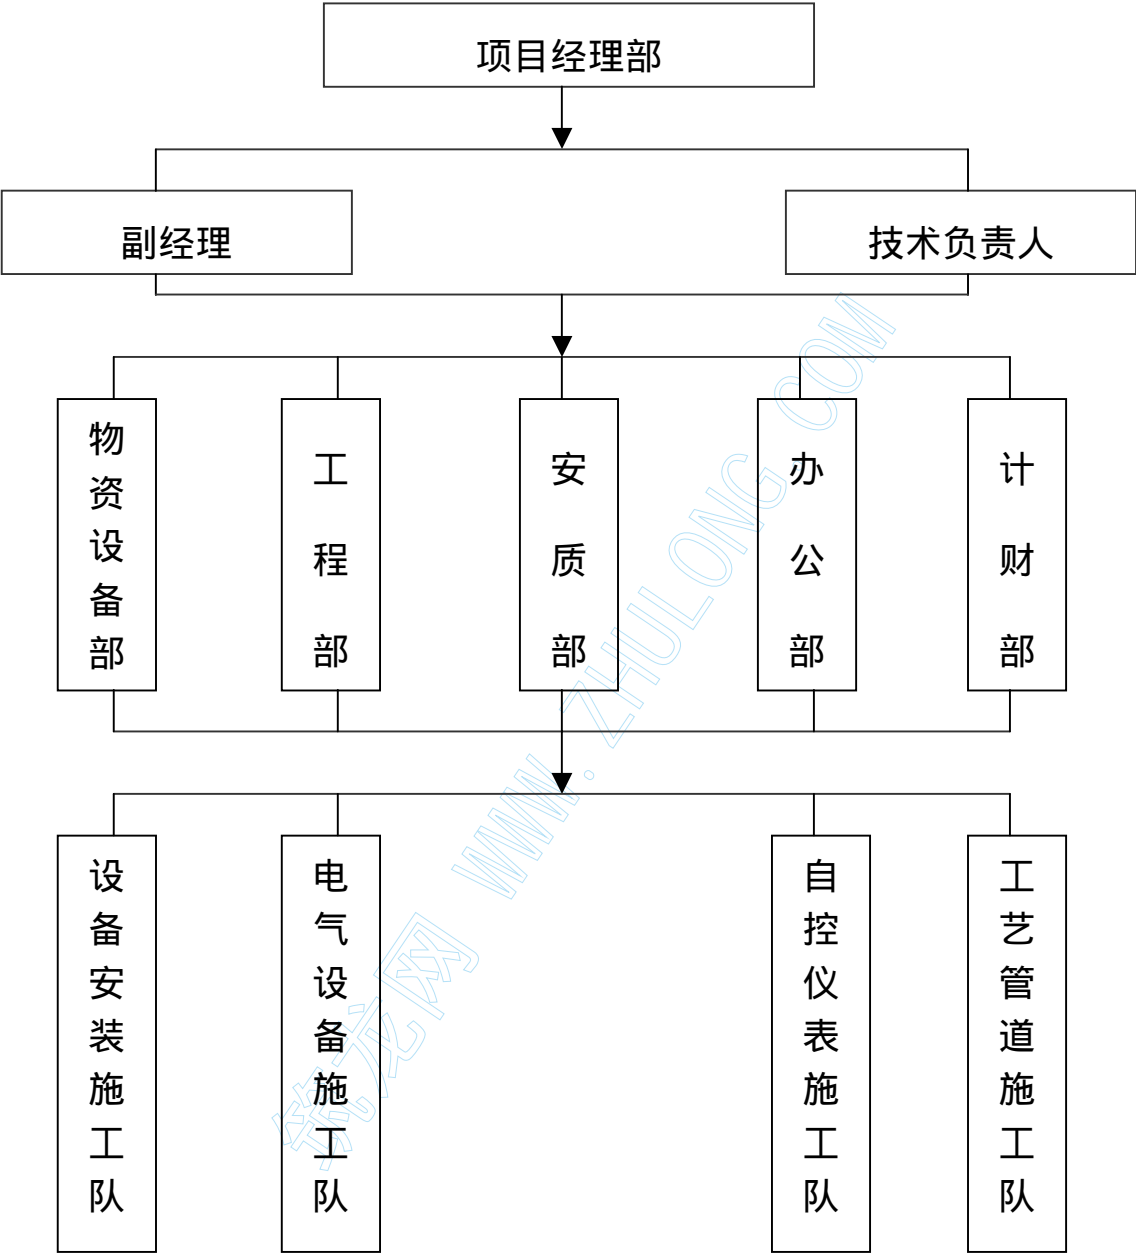 项目经理部
副经理
技术负责人
物资设备部
工程部
安质部
办公部
计财部
设备安装施工队
电气设备施工队
自控仪表施工队
工艺管道施工队
筑龙网 WWW.ZHULONG.COM